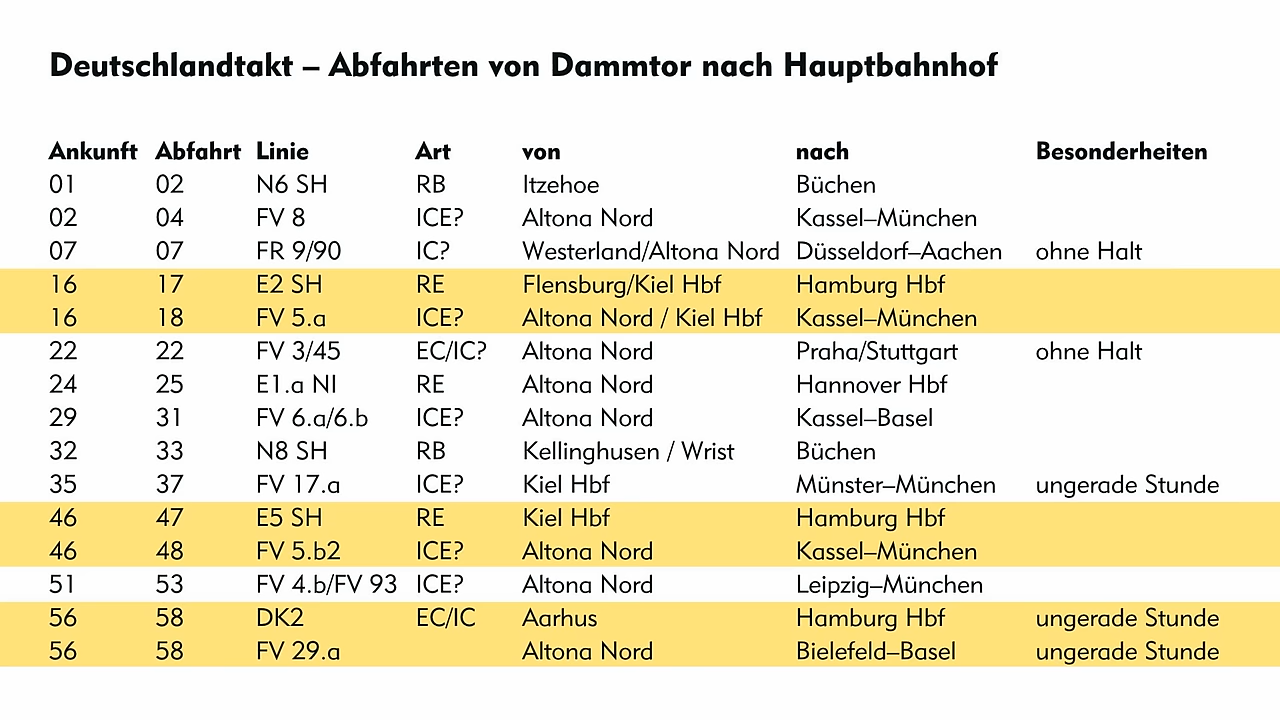 Deutschlandtakt – Abfahrten von Dammtor nach Hauptbahnhof
Ankunft Abfahrt Linie Art von nach Besonderheiten
01 02 N6 SH RB Itzehoe Büchen
02 04 FV 8 ICE? Altona Nord Kassel–München
07 07 FR 9/90 IC? Westerland/Altona Nord Düsseldorf–Aachen ohne Halt
16 17 E2 SH RE Flensburg/Kiel Hbf Hamburg Hbf
16 18 FV 5.a ICE? Altona Nord / Kiel Hbf Kassel–München
22 22 FV 3/45 EC/IC? Altona Nord Praha/Stuttgart ohne Halt
24 25 E1.a NI RE Altona Nord Hannover Hbf
29 31 FV 6.a/6.b ICE? Altona Nord Kassel–Basel
32 33 N8 SH RB Kellinghusen / Wrist Büchen
35 37 FV 17.a ICE? Kiel Hbf Münster–München ungerade Stunde
46 47 E5 SH RE Kiel Hbf Hamburg Hbf
46 48 FV 5.b2 ICE? Altona Nord Kassel–München
51 53 FV 4.b/FV 93 ICE? Altona Nord Leipzig–München
56 58 DK2 EC/IC Aarhus Hamburg Hbf ungerade Stunde
56 58 FV 29.a Altona Nord Bielefeld–Basel ungerade Stunde